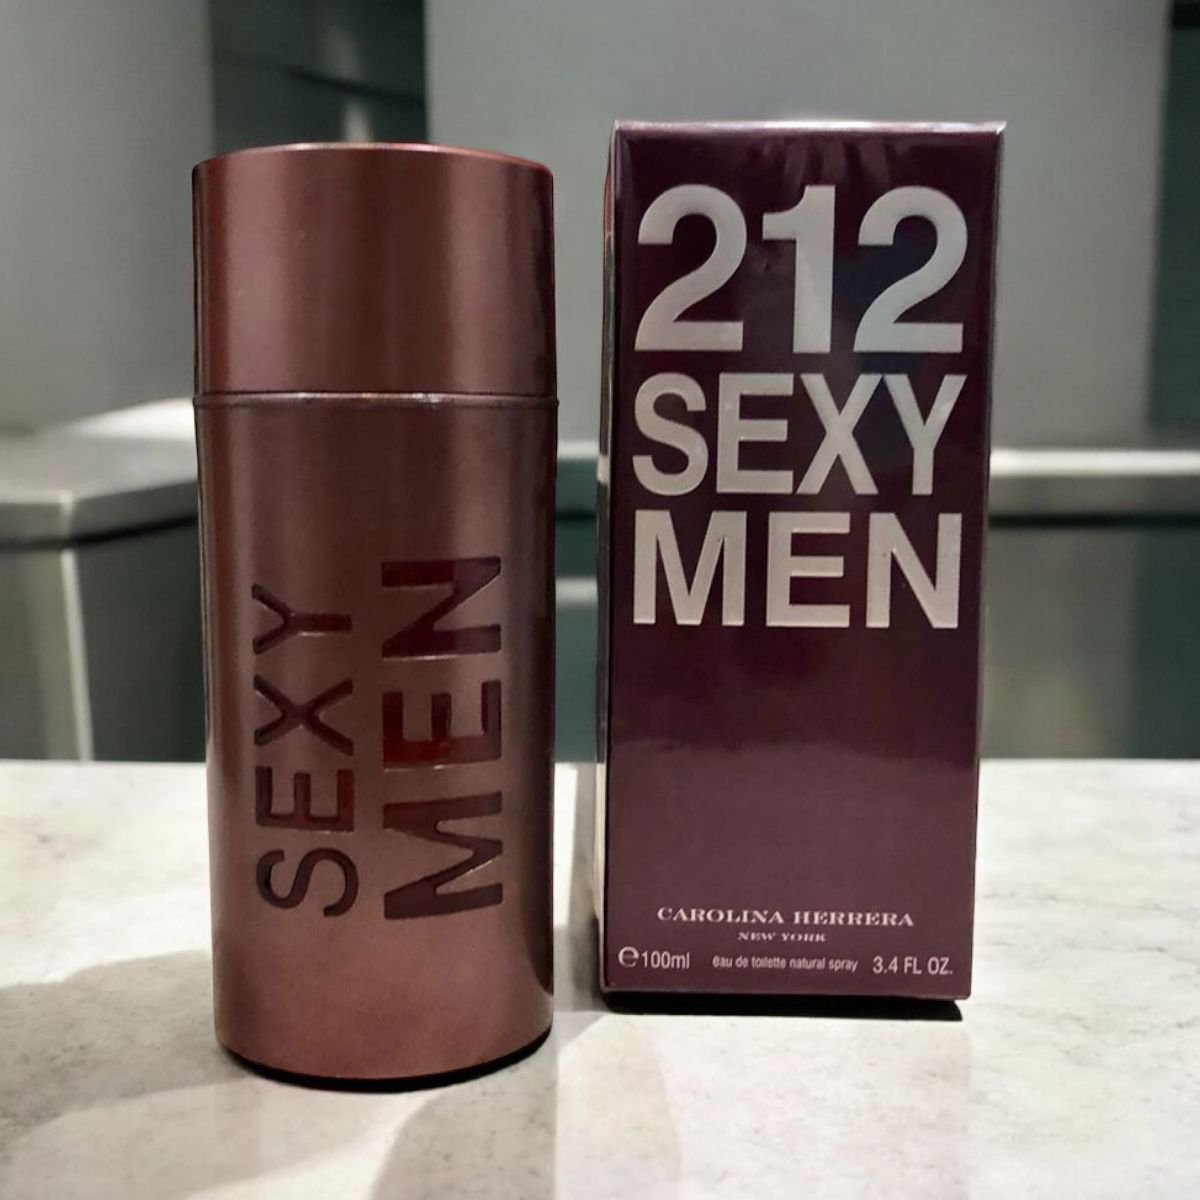 SEXY
MEN
212
SEXY
MEN
CAROLINA HERRERA
NEW YORK
℮100ml eau de toilette natural spray 3.4 FL OZ.